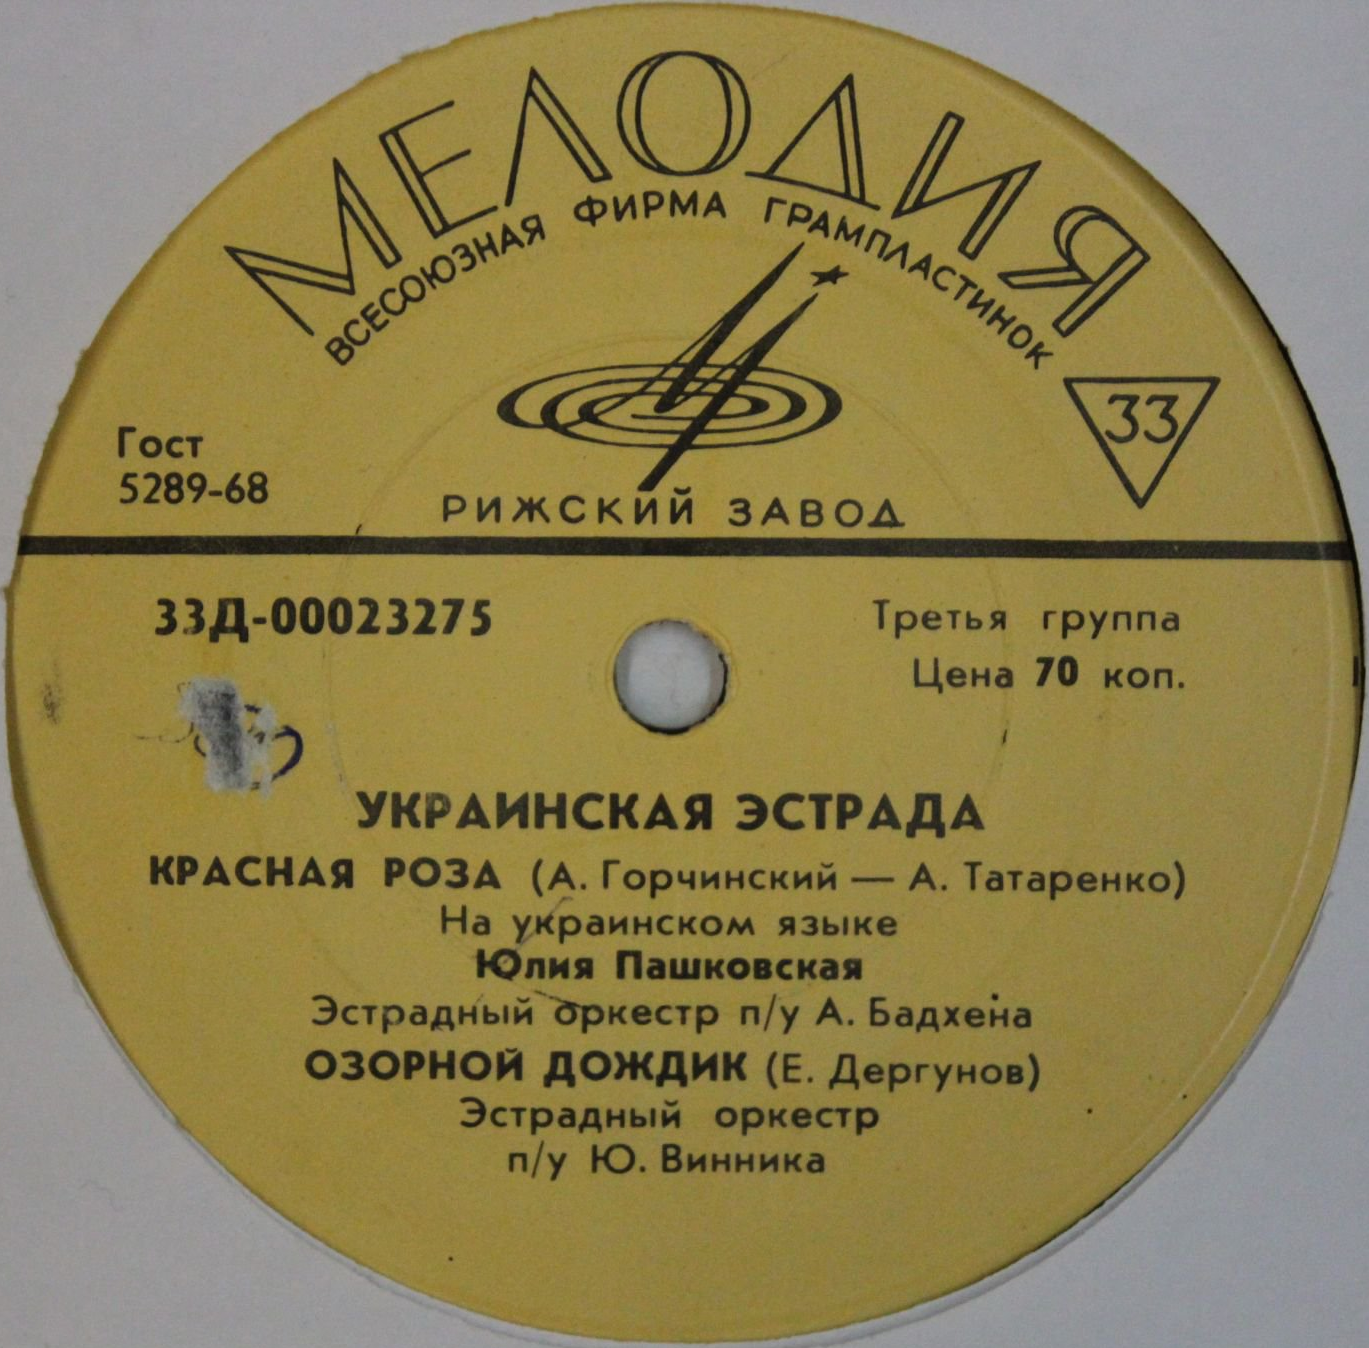 МЕЛОДИЯ
ВСЕСОЮЗНАЯ ФИРМА ГРАМПЛАСТИНОК
33
Гост
5289-68
РИЖСКИЙ ЗАВОД
33Д-00023275
Третья группа
Цена 70 коп.
УКРАИНСКАЯ ЭСТРАДА
КРАСНАЯ РОЗА (А. Горчинский — А. Татаренко)
На украинском языке
Юлия Пашковская
Эстрадный оркестр п/у А. Бадхена
ОЗОРНОЙ ДОЖДИК (Е. Дергунов)
Эстрадный оркестр
п/у Ю. Винника